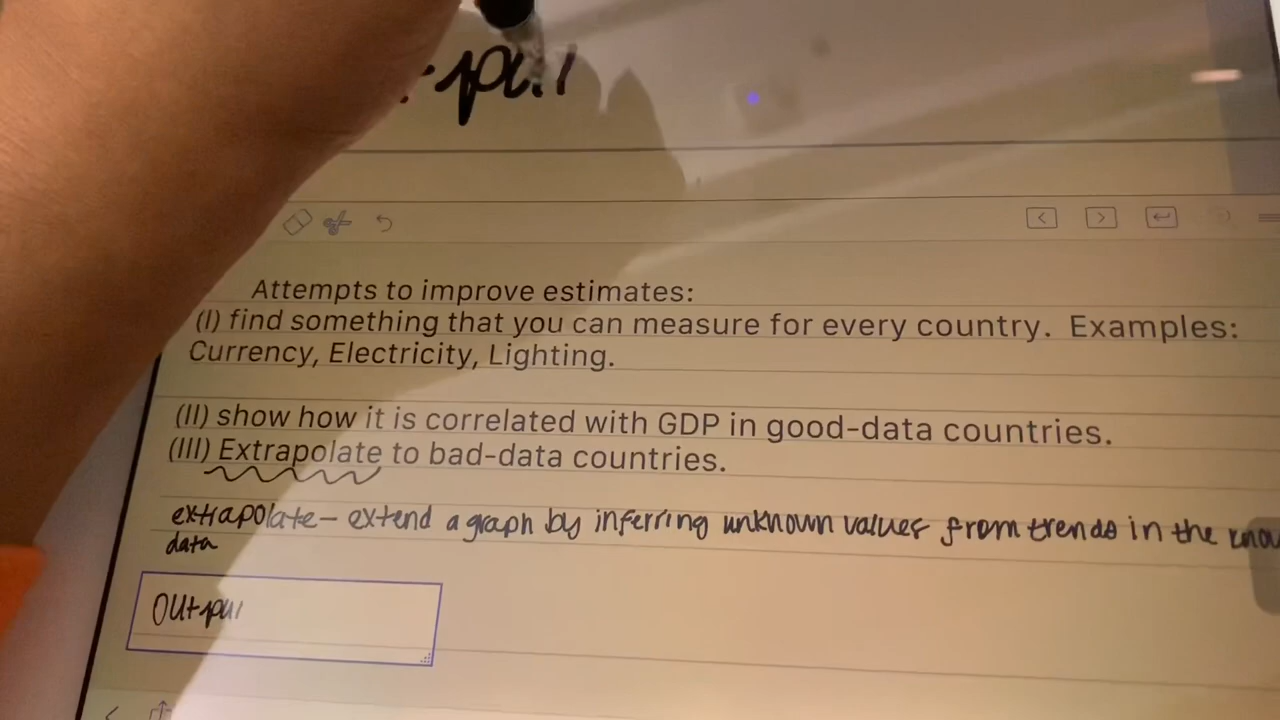 Attempts to improve estimates:
(I) find something that you can measure for every country. Examples:
Currency, Electricity, Lighting.
(II) show how it is correlated with GDP in good-data countries.
(III) Extrapolate to bad-data countries.
extrapolate - extend a graph by inferring unknown values from trends in the
data